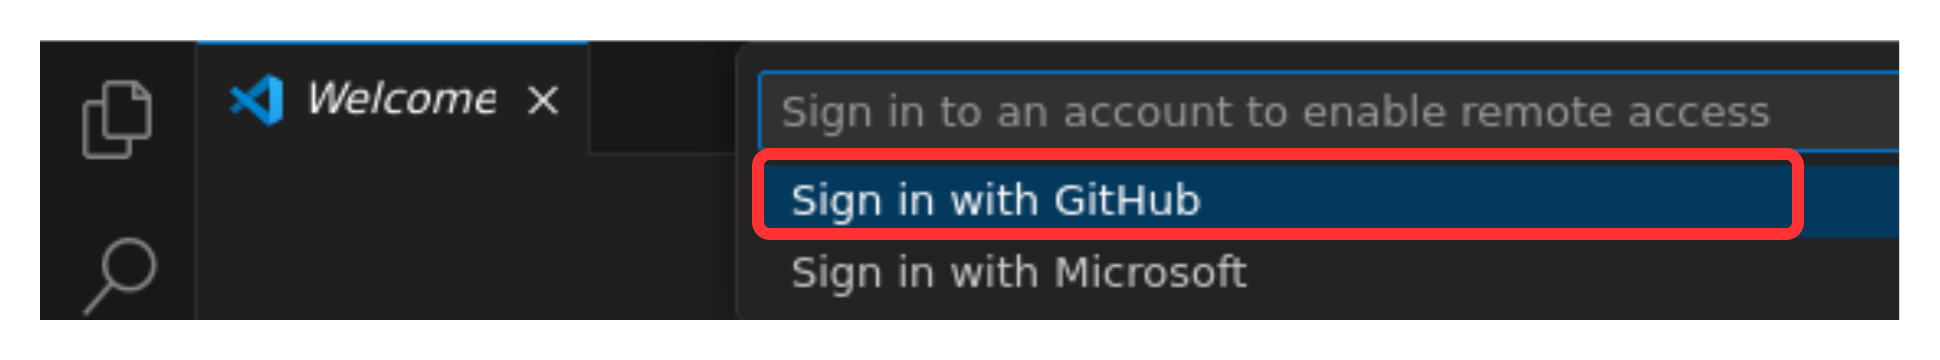 Welcome
Sign in to an account to enable remote access
Sign in with GitHub
Sign in with Microsoft